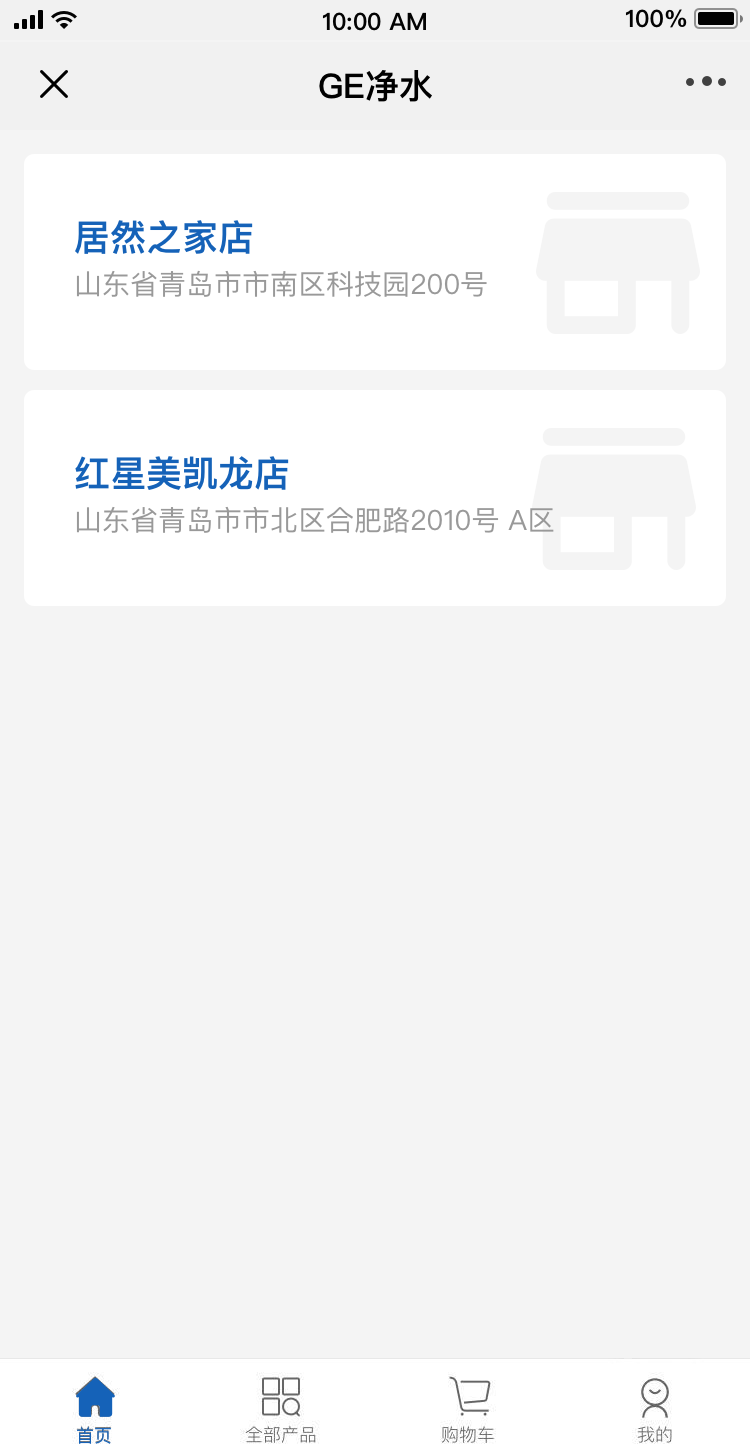 10:00 AM
100%
GE净水
居然之家店
山东省青岛市市南区科技园200号
红星美凯龙店
山东省青岛市市北区合肥路2010号 A区
首页
全部产品
购物车
我的